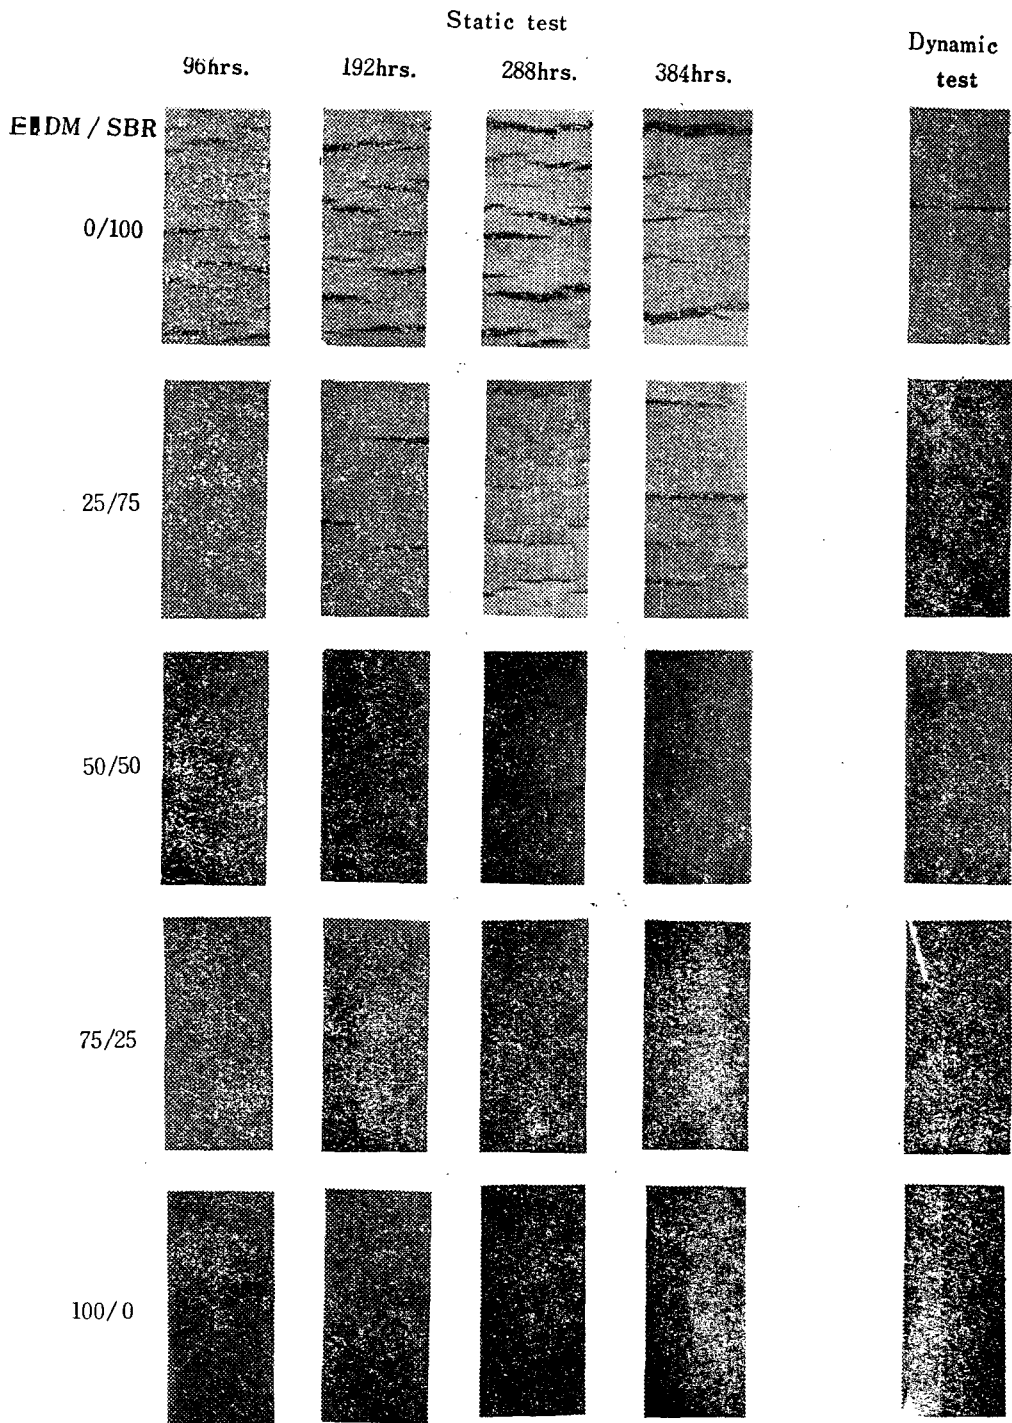 Static test
96hrs. 192hrs. 288hrs. 384hrs.
Dynamic
test
/ SBR
0/100
25/75
50/50
75/25
100/0